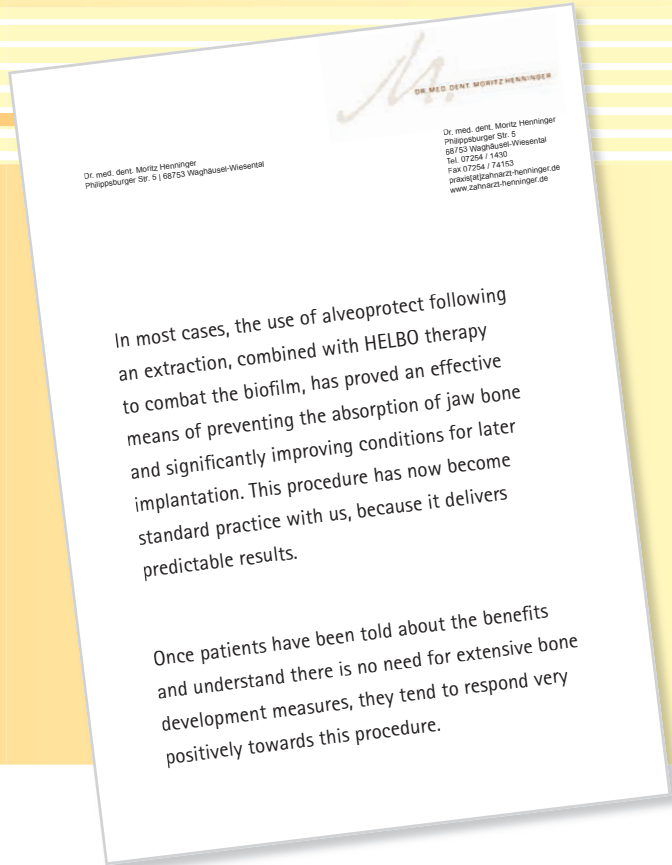 DR. MED. DENT. MORITZ HENNINGER
Dr. med. dent. Moritz Henninger
Philippsburger Str. 5 | 68753 Waghäusel-Wiesental
Dr. med. dent. Moritz Henninger
Philippsburger Str. 5
68753 Waghäusel-Wiesental
Tel. 07254 / 1430
Fax 07254 / 74153
praxis[at]zahnarzt-henninger.de
www.zahnarzt-henninger.de
In most cases, the use of alveoprotect following
an extraction, combined with HELBO therapy
to combat the biofilm, has proved an effective
means of preventing the absorption of jaw bone
and significantly improving conditions for later
implantation. This procedure has now become
standard practice with us, because it delivers
predictable results.
Once patients have been told about the benefits
and understand there is no need for extensive bone
development measures, they tend to respond very
positively towards this procedure.